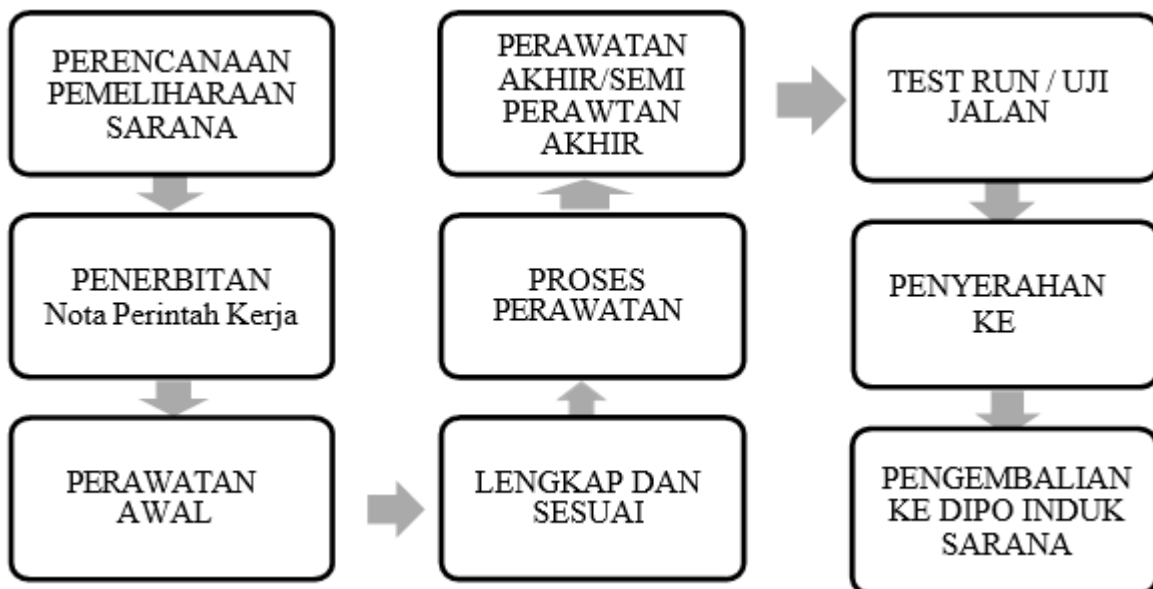 PERENCANAAN
PEMELIHARAAN
SARANA
PENERBITAN
Nota Perintah Kerja
PERAWATAN
AWAL
LENGKAP DAN
SESUAI
PROSES
PERAWATAN
PERAWATAN
AKHIR/SEMI
PERAWTAN
AKHIR
TEST RUN / UJI
JALAN
PENYERAHAN
KE
PENGEMBALIAN
KE DIPO INDUK
SARANA